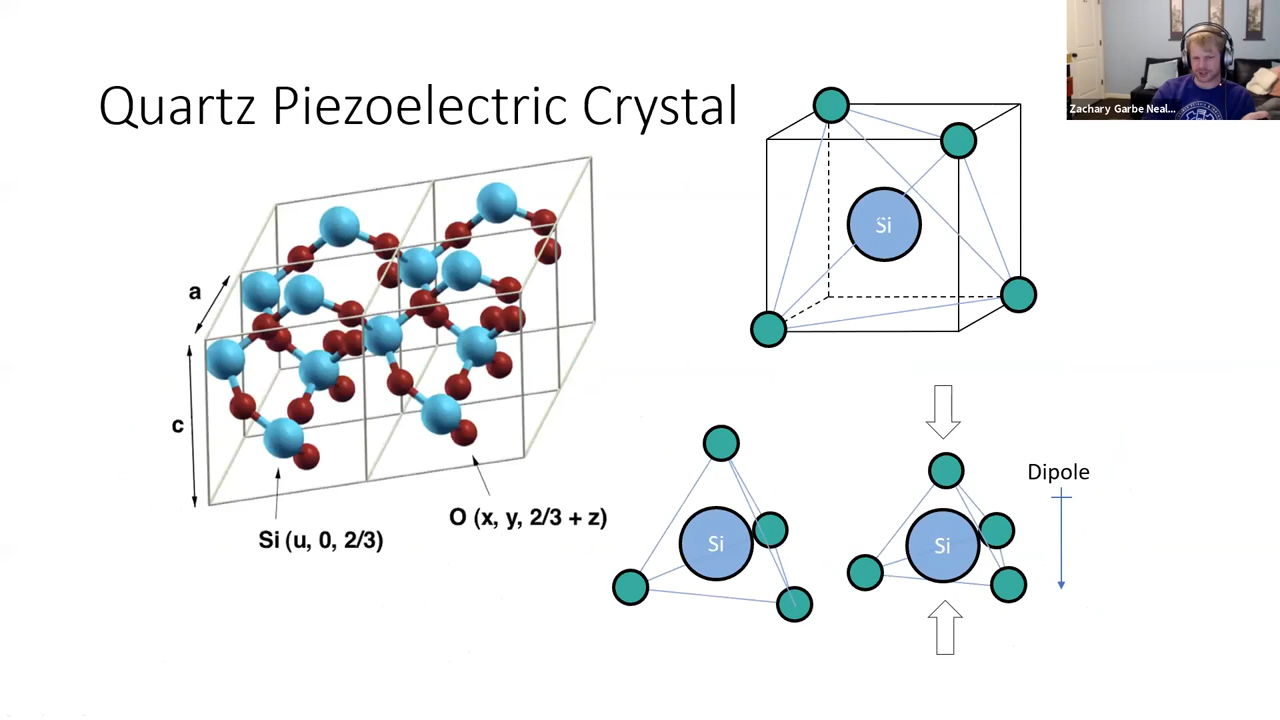 Zachary Garbe Neal...
Quartz Piezoelectric Crystal
Si
a
c
Si (u, 0, 2/3)
O (x, y, 2/3 + z)
Si
Si
Dipole